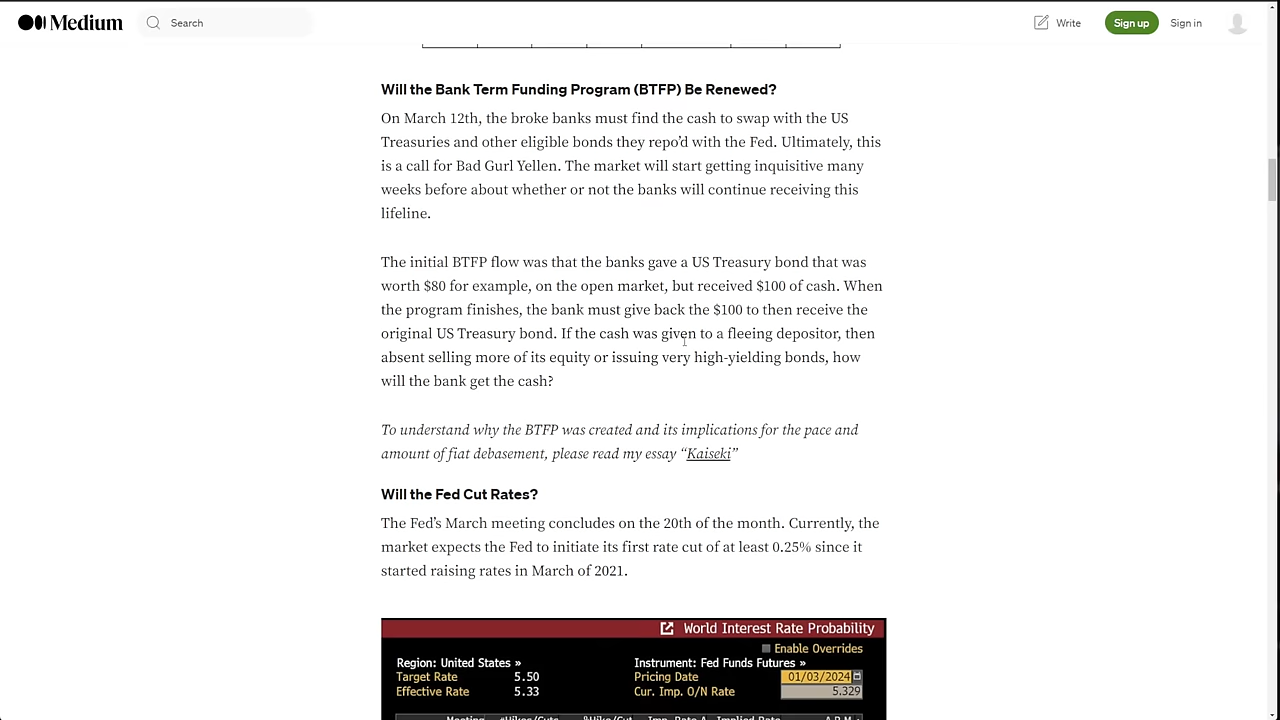 Medium
Search
Write
Sign up
Sign in
Will the Bank Term Funding Program (BTFP) Be Renewed?
On March 12th, the broke banks must find the cash to swap with the US
Treasuries and other eligible bonds they repo’d with the Fed. Ultimately, this
is a call for Bad Gurl Yellen. The market will start getting inquisitive many
weeks before about whether or not the banks will continue receiving this
lifeline.
The initial BTFP flow was that the banks gave a US Treasury bond that was
worth $80 for example, on the open market, but received $100 of cash. When
the program finishes, the bank must give back the $100 to then receive the
original US Treasury bond. If the cash was given to a fleeing depositor, then
absent selling more of its equity or issuing very high-yielding bonds, how
will the bank get the cash?
To understand why the BTFP was created and its implications for the pace and
amount of fiat debasement, please read my essay “Kaiseki”
Will the Fed Cut Rates?
The Fed’s March meeting concludes on the 20th of the month. Currently, the
market expects the Fed to initiate its first rate cut of at least 0.25% since it
started raising rates in March of 2021.
World Interest Rate Probability
Enable Overrides
Region: United States »
Instrument: Fed Funds Futures »
Target Rate 5.50
Pricing Date 01/03/2024
Effective Rate 5.33
Cur. Imp. O/N Rate 5.329